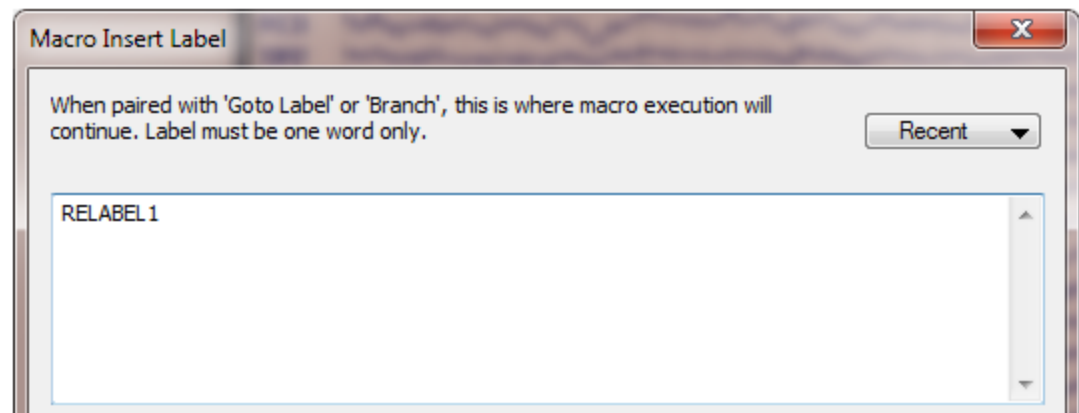 Macro Insert Label
When paired with 'Goto Label' or 'Branch', this is where macro execution will
continue. Label must be one word only.
Recent
RELABEL1